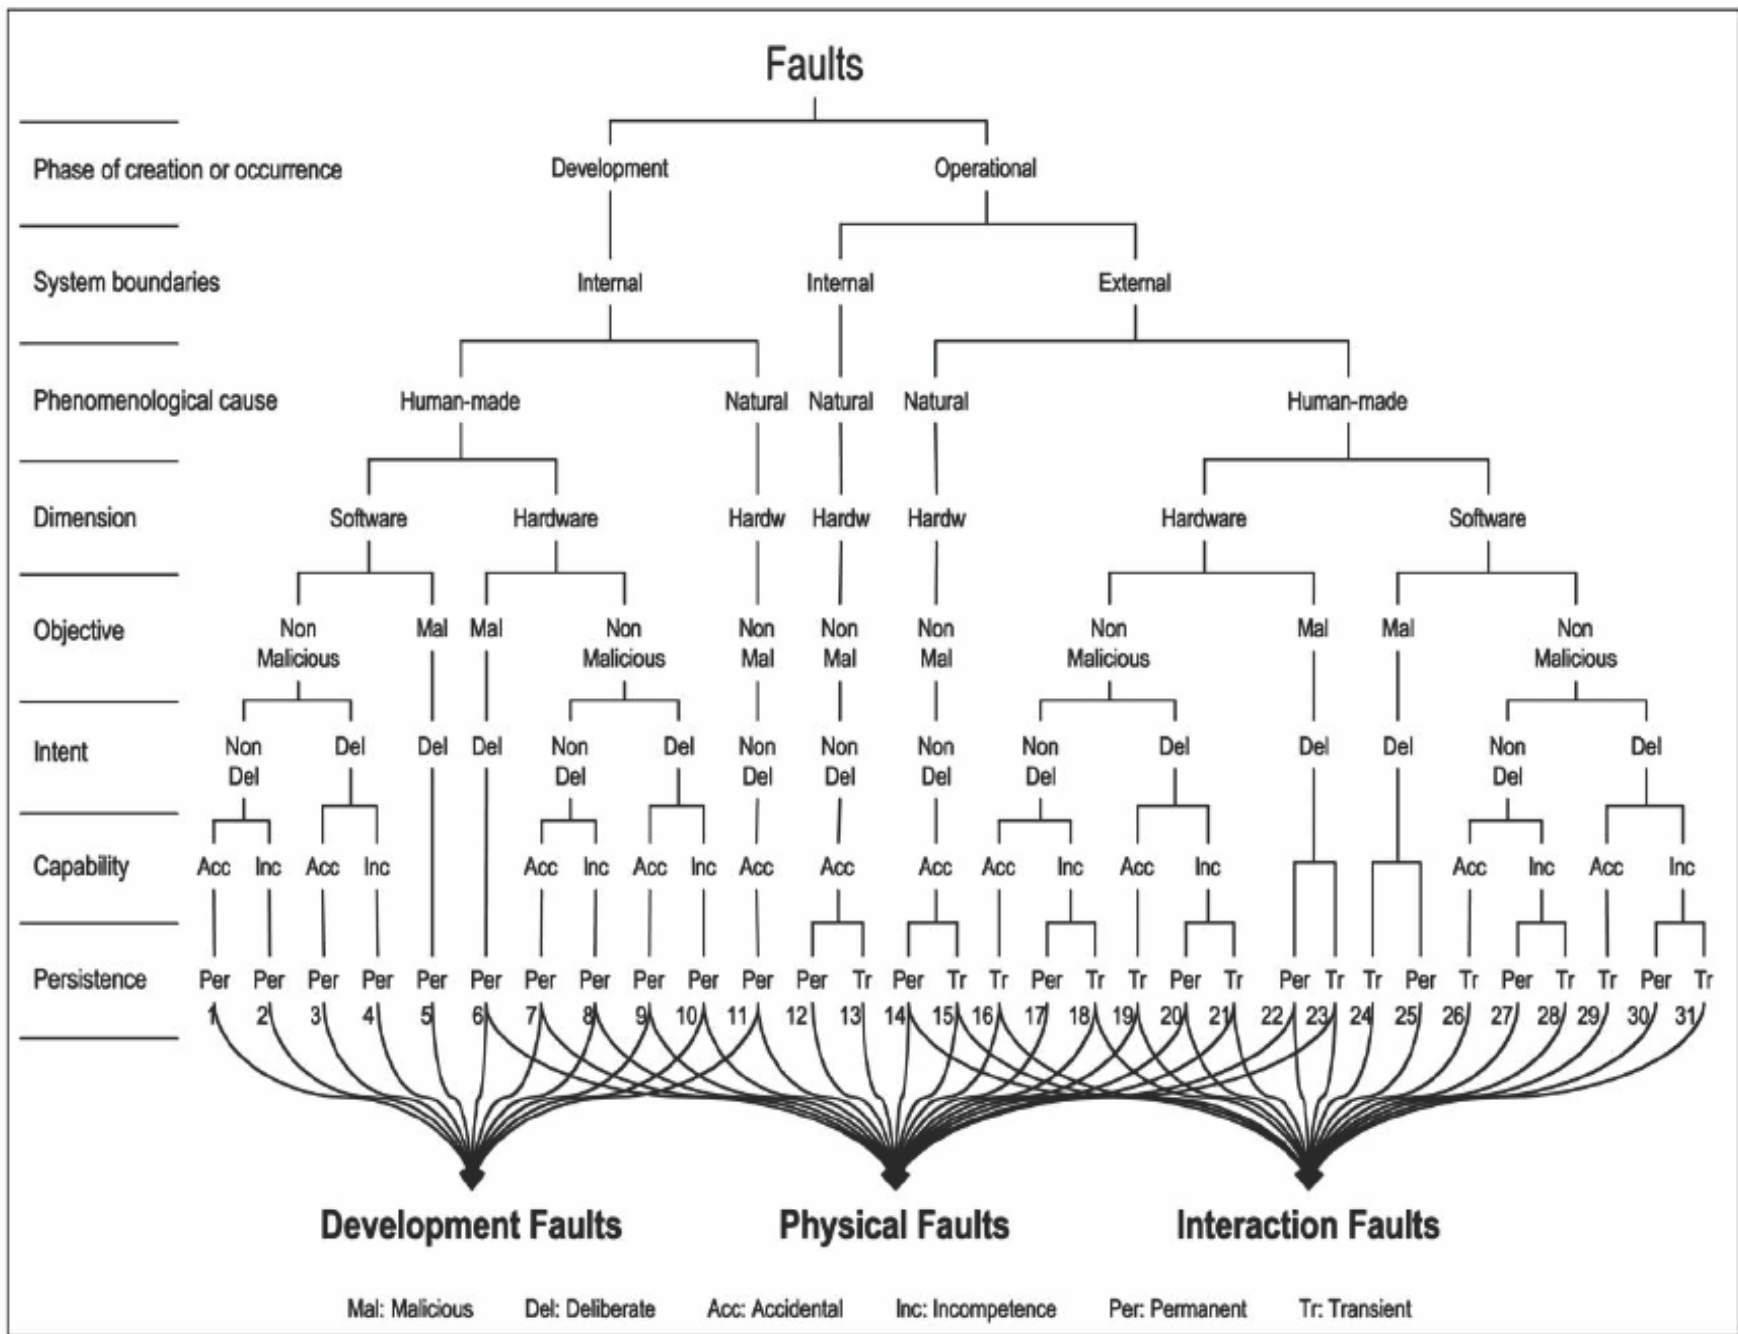 Faults
Phase of creation or occurrence Development Operational
System boundaries Internal Internal External
Phenomenological cause Human-made Natural Natural Natural Human-made
Dimension Software Hardware Hardw Hardw Hardw Hardware Software
Objective Non Mal Mal Non Non Non Non Non Mal Mal Non
Malicious Malicious Mal Mal Mal Malicious Malicious
Intent Non Del Del Del Non Del Non Non Non Non Del Del Del Non Del
Del Del Del Del Del Del Del
Capability Acc Inc Acc Inc Acc Inc Acc Inc Acc Acc Acc Acc Inc Acc Inc Acc Inc Acc Inc
Persistence Per Per Per Per Per Per Per Per Per Per Per Per Tr Per Tr Tr Per Tr Tr Per Tr Per Tr Tr Per Tr Per Tr Tr Per Tr
1 2 3 4 5 6 7 8 9 10 11 12 13 14 15 16 17 18 19 20 21 22 23 24 25 26 27 28 29 30 31
Development Faults Physical Faults Interaction Faults
Mal: Malicious Del: Deliberate Acc: Accidental Inc: Incompetence Per: Permanent Tr: Transient